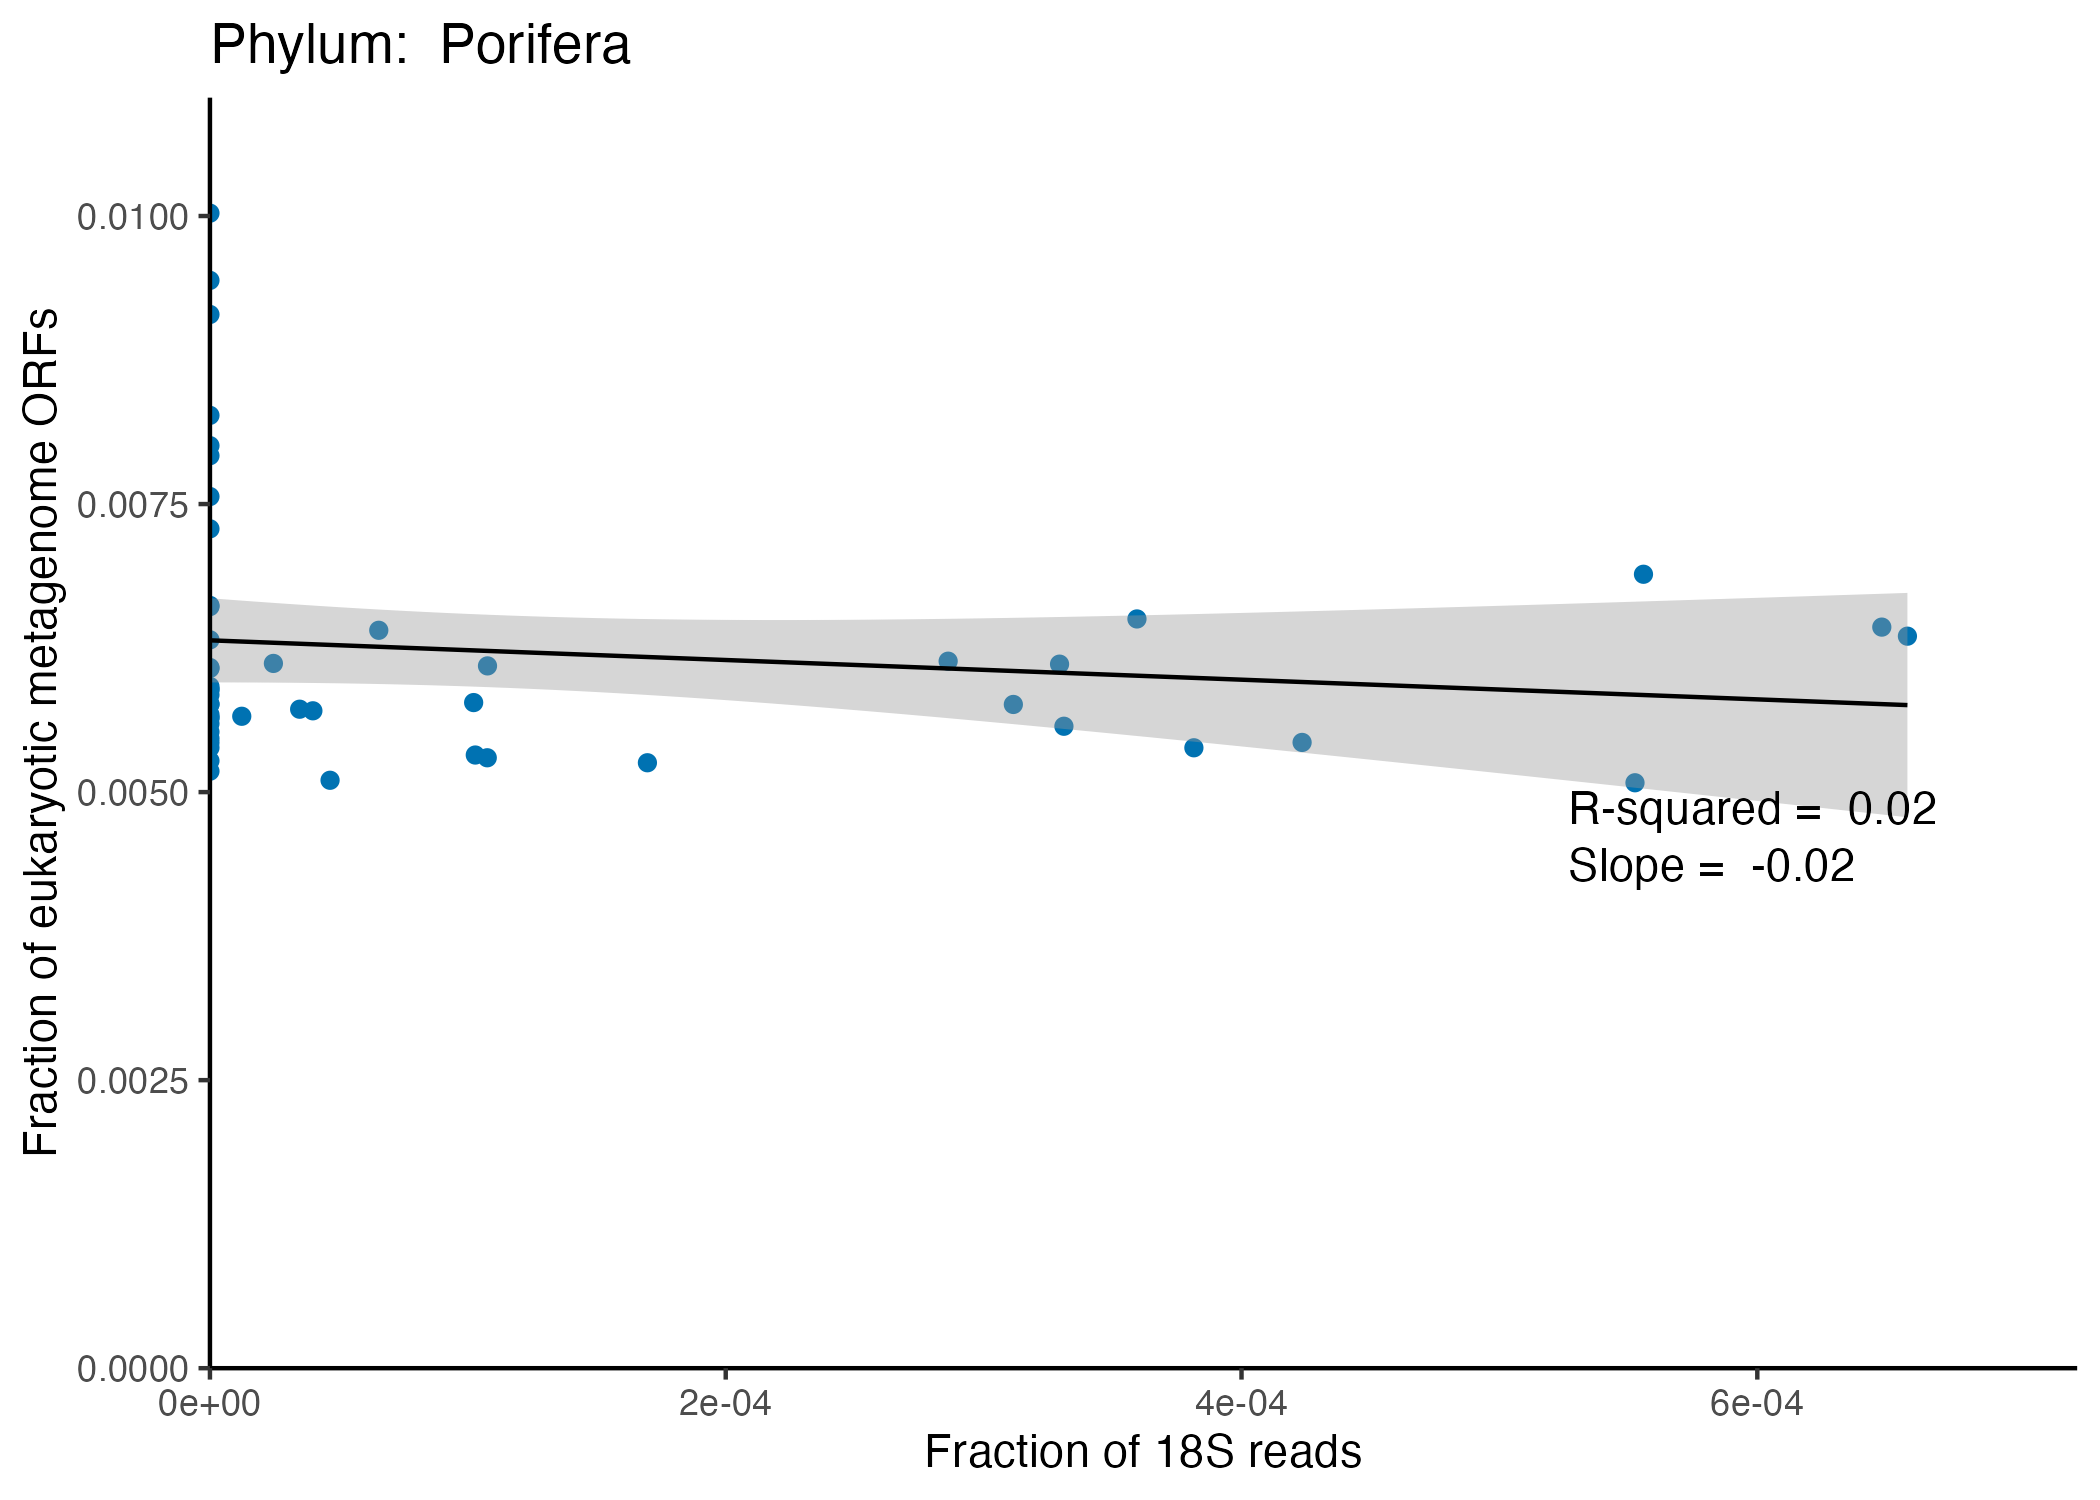 Phylum:  Porifera
Fraction of eukaryotic metagenome ORFs
0.0100
0.0075
0.0050
0.0025
0.0000
R-squared =  0.02
Slope =  -0.02
0e+00
2e-04
4e-04
6e-04
Fraction of 18S reads